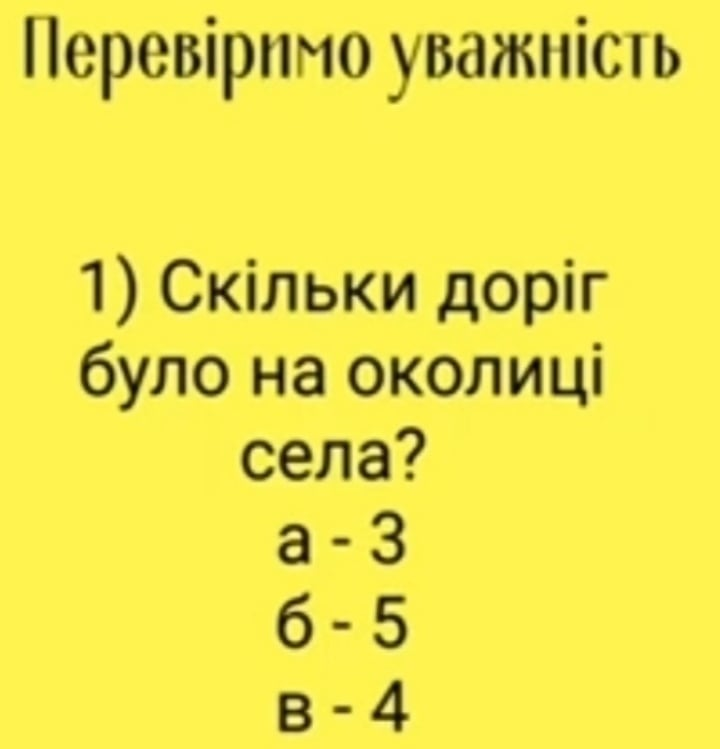 Перевіримо уважність
1) Скільки доріг
було на околиці
села?
а - 3
б - 5
в - 4